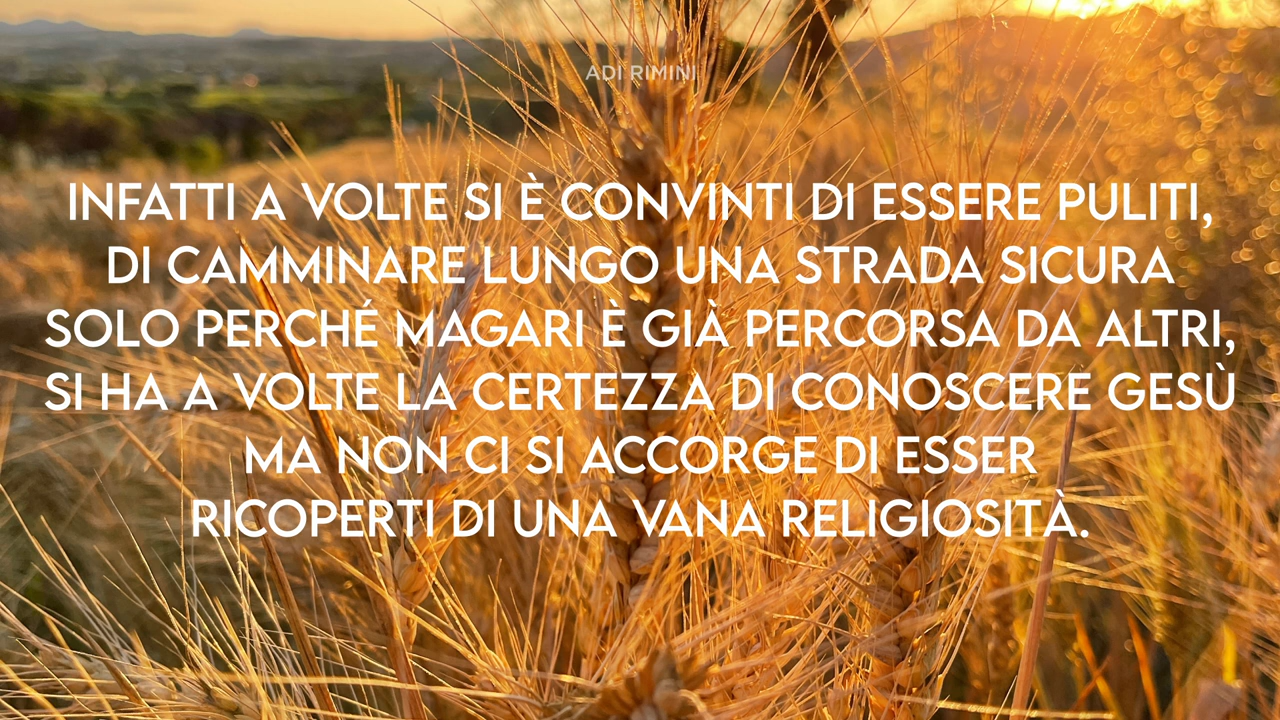 ADI RIMINI
INFATTI A VOLTE SI È CONVINTI DI ESSERE PULITI,
DI CAMMINARE LUNGO UNA STRADA SICURA
SOLO PERCHÉ MAGARI È GIÀ PERCORSA DA ALTRI,
SI HA A VOLTE LA CERTEZZA DI CONOSCERE GESÙ
MA NON CI SI ACCORGE DI ESSER
RICOPERTI DI UNA VANA RELIGIOSITÀ.